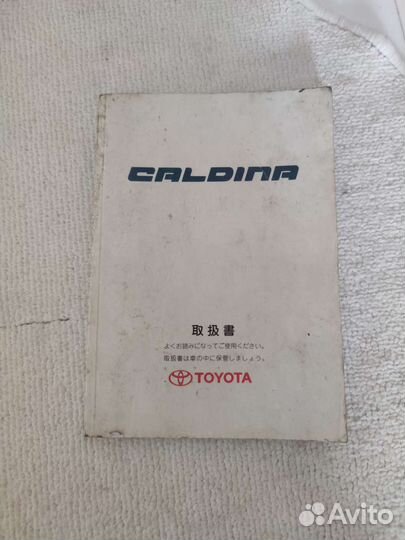 CALDINA
取扱書
よくお読みになってご使用ください。
取扱書は車の中に保管しましょう。
TOYOTA
Avito